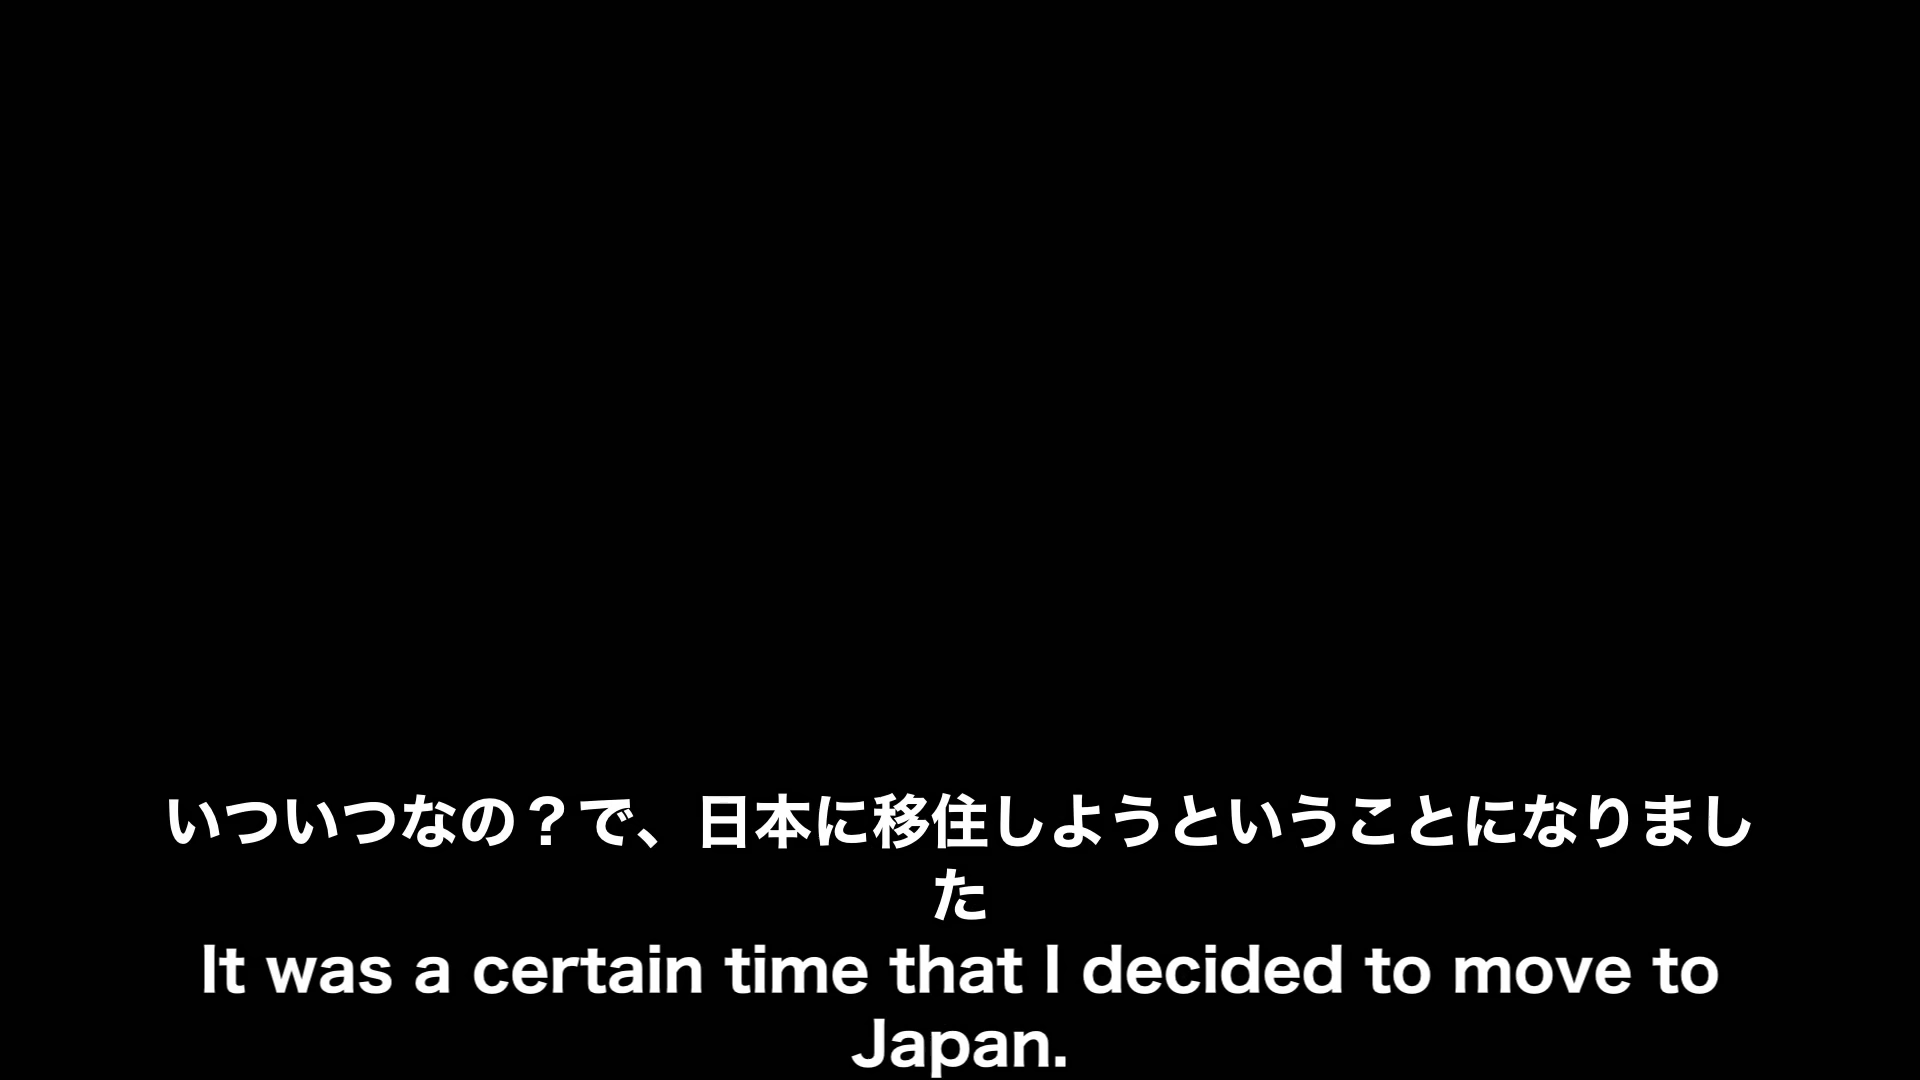 いついつなの？で、日本に移住しようということになりまし
た
It was a certain time that I decided to move to
Japan.